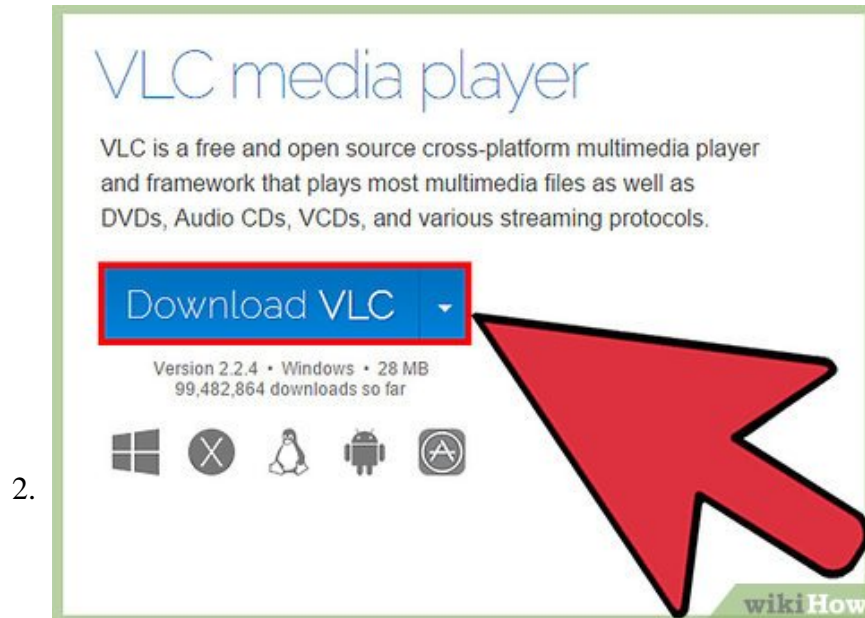 VLC media player
VLC is a free and open source cross-platform multimedia player
and framework that plays most multimedia files as well as
DVDs, Audio CDs, VCDs, and various streaming protocols.
Download VLC
Version 2.2.4 • Windows • 28 MB
99,482,864 downloads so far
2.
wikiHow